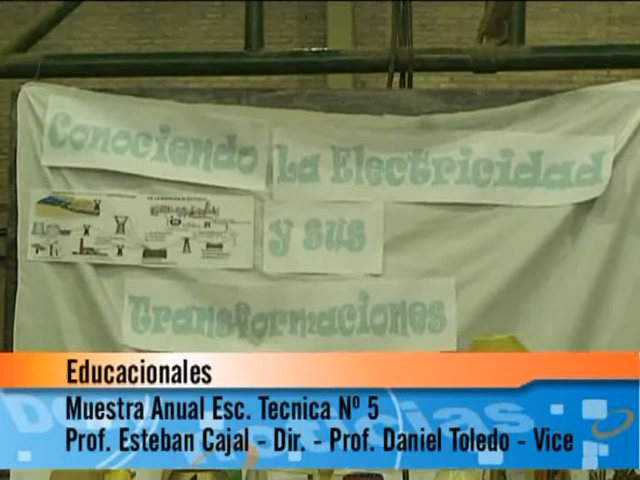 Conociendo La Electricidad
y sus
Transformaciones
Educacionales
Muestra Anual Esc. Tecnica Nº 5
Prof. Esteban Cajal - Dir. - Prof. Daniel Toledo - Vice